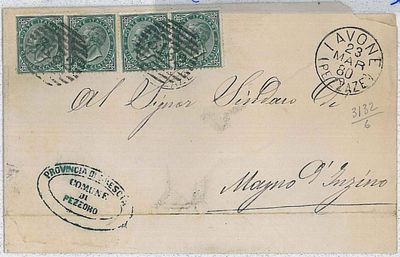 LAVONE
23
MAR
80
(PEZZAZE)
Al Signor Sindaco di
3132
6
Magno d'Inzino
PROVINCIA DI BRESCIA
COMUNE
DI
PEZZORO